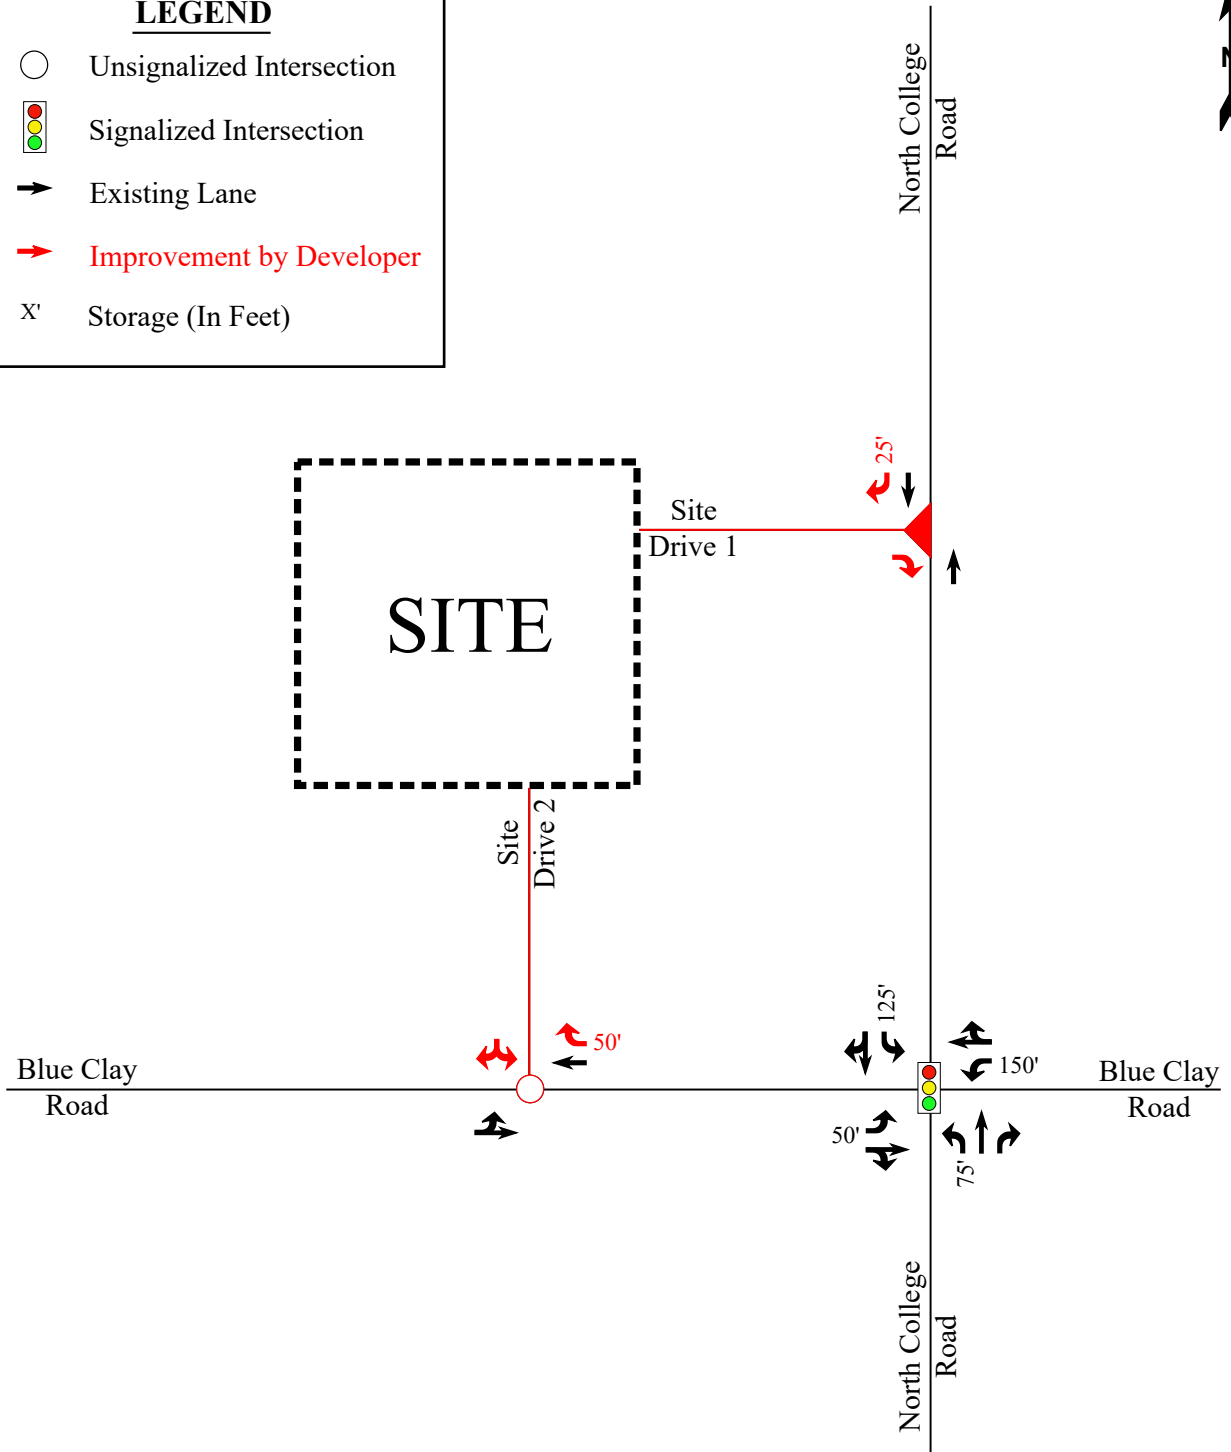 LEGEND
Unsignalized Intersection
Signalized Intersection
Existing Lane
Improvement by Developer
X' Storage (In Feet)
North College
Road
N
25'
Site
Drive 1
SITE
Site
Drive 2
50'
125'
150'
Blue Clay
Road
Blue Clay
Road
50'
75'
North College
Road